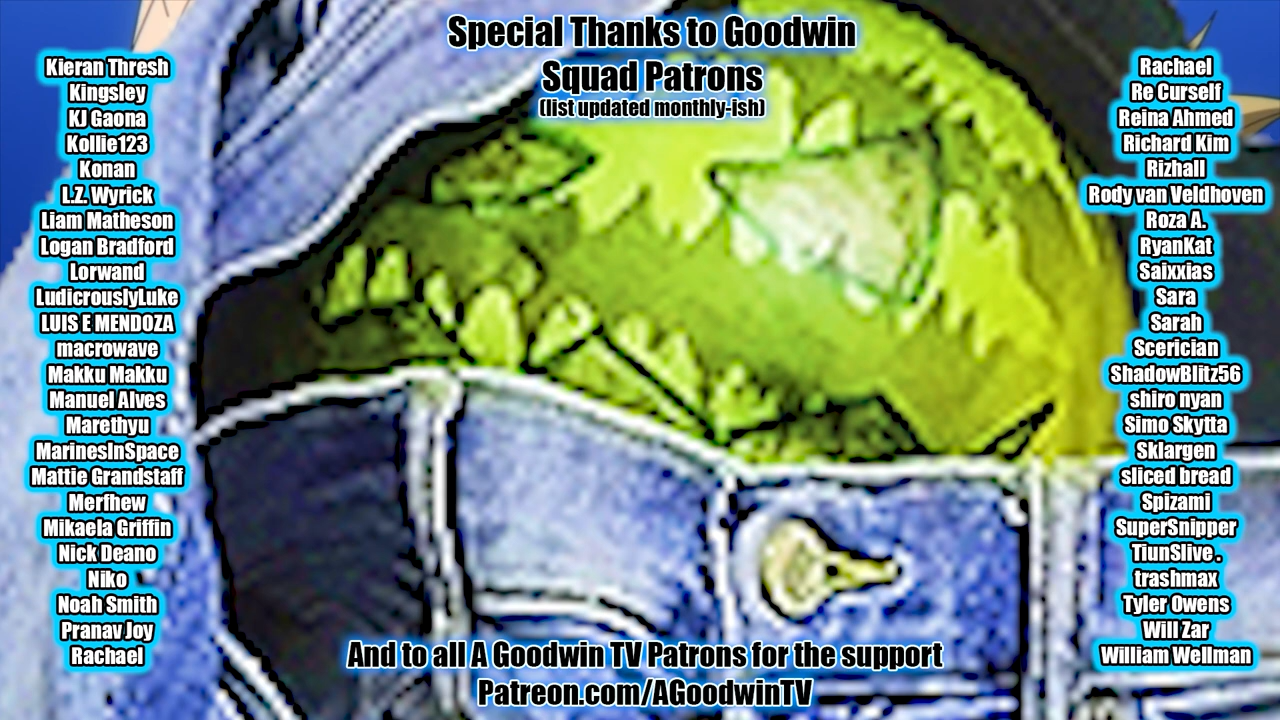 Special Thanks to Goodwin
Squad Patrons
(list updated monthly-ish)
Kieran Thresh
Kingsley
KJ Gaona
Kollie123
Konan
L.Z. Wyrick
Liam Matheson
Logan Bradford
Lorwand
LudicrouslyLuke
LUIS E MENDOZA
macrowave
Makku Makku
Manuel Alves
Marethyu
MarinesInSpace
Mattie Grandstaff
Merfhew
Mikaela Griffin
Nick Deano
Niko
Noah Smith
Pranav Joy
Rachael
Rachael
Re Curself
Reina Ahmed
Richard Kim
Rizhall
Rody van Veldhoven
Roza A.
RyanKat
Saixxias
Sara
Sarah
Scerician
ShadowBlitz56
shiro nyan
Simo Skytta
Sklargen
sliced bread
Spizami
SuperSnipper
TiunSlive .
trashmax
Tyler Owens
Will Zar
William Wellman
And to all A Goodwin TV Patrons for the support
Patreon.com/AGoodwinTV